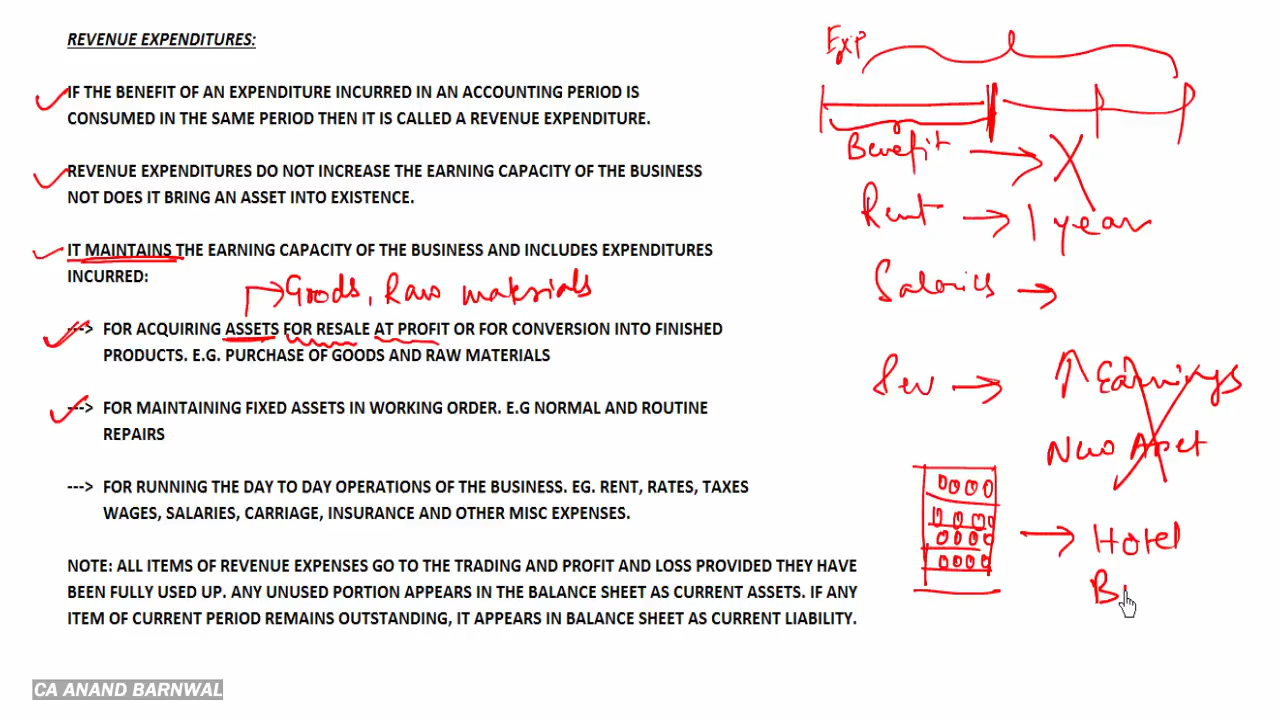 REVENUE EXPENDITURES:
IF THE BENEFIT OF AN EXPENDITURE INCURRED IN AN ACCOUNTING PERIOD IS
CONSUMED IN THE SAME PERIOD THEN IT IS CALLED A REVENUE EXPENDITURE.
REVENUE EXPENDITURES DO NOT INCREASE THE EARNING CAPACITY OF THE BUSINESS
NOT DOES IT BRING AN ASSET INTO EXISTENCE.
IT MAINTAINS THE EARNING CAPACITY OF THE BUSINESS AND INCLUDES EXPENDITURES
INCURRED:
Goods, Raw materials
---> FOR ACQUIRING ASSETS FOR RESALE AT PROFIT OR FOR CONVERSION INTO FINISHED
PRODUCTS. E.G. PURCHASE OF GOODS AND RAW MATERIALS
---> FOR MAINTAINING FIXED ASSETS IN WORKING ORDER. E.G NORMAL AND ROUTINE
REPAIRS
---> FOR RUNNING THE DAY TO DAY OPERATIONS OF THE BUSINESS. EG. RENT, RATES, TAXES
WAGES, SALARIES, CARRIAGE, INSURANCE AND OTHER MISC EXPENSES.
NOTE: ALL ITEMS OF REVENUE EXPENSES GO TO THE TRADING AND PROFIT AND LOSS PROVIDED THEY HAVE
BEEN FULLY USED UP. ANY UNUSED PORTION APPEARS IN THE BALANCE SHEET AS CURRENT ASSETS. IF ANY
ITEM OF CURRENT PERIOD REMAINS OUTSTANDING, IT APPEARS IN BALANCE SHEET AS CURRENT LIABILITY.
CA ANAND BARNWAL
Exp
Benefit → X
Rent → 1 year
Salaries →
Rev → ↑ Earnings
New Asset
→ Hotel
B